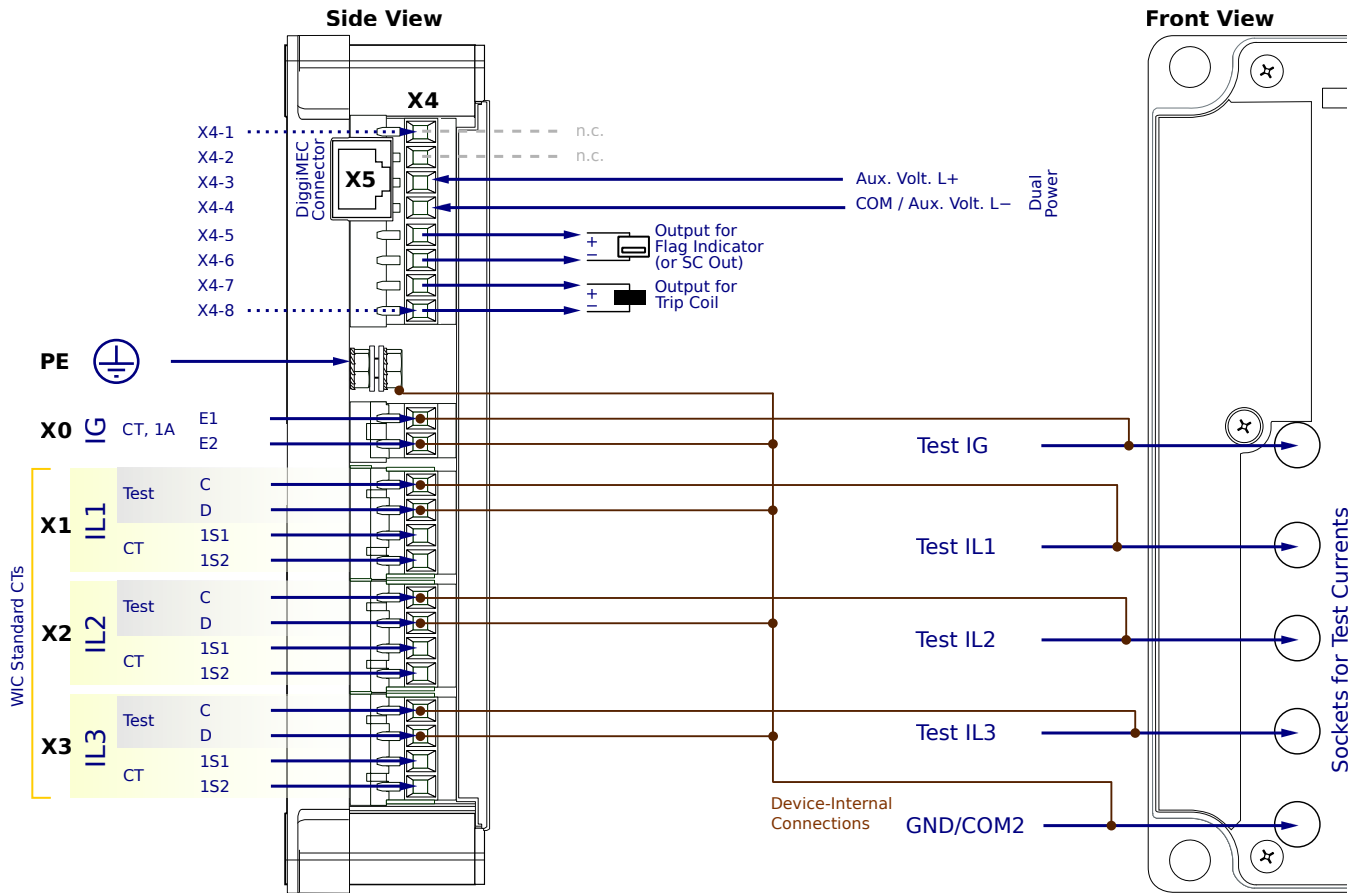 Side View
Front View
X4
X4-1
n.c.
X4-2
n.c.
X4-3
Aux. Volt. L+
X4-4
COM / Aux. Volt. L−
Dual
Power
DiggiMEC
Connector
X5
X4-5
X4-6
+
−
Output for
Flag Indicator
(or SC Out)
X4-7
X4-8
+
−
Output for
Trip Coil
PE
X0
IG
CT, 1A
E1
E2
Test IG
WIC Standard CTs
X1
IL1
Test
C
D
CT
1S1
1S2
Test IL1
X2
IL2
Test
C
D
CT
1S1
1S2
Test IL2
X3
IL3
Test
C
D
CT
1S1
1S2
Test IL3
Device-Internal
Connections
GND/COM2
Sockets for Test Currents